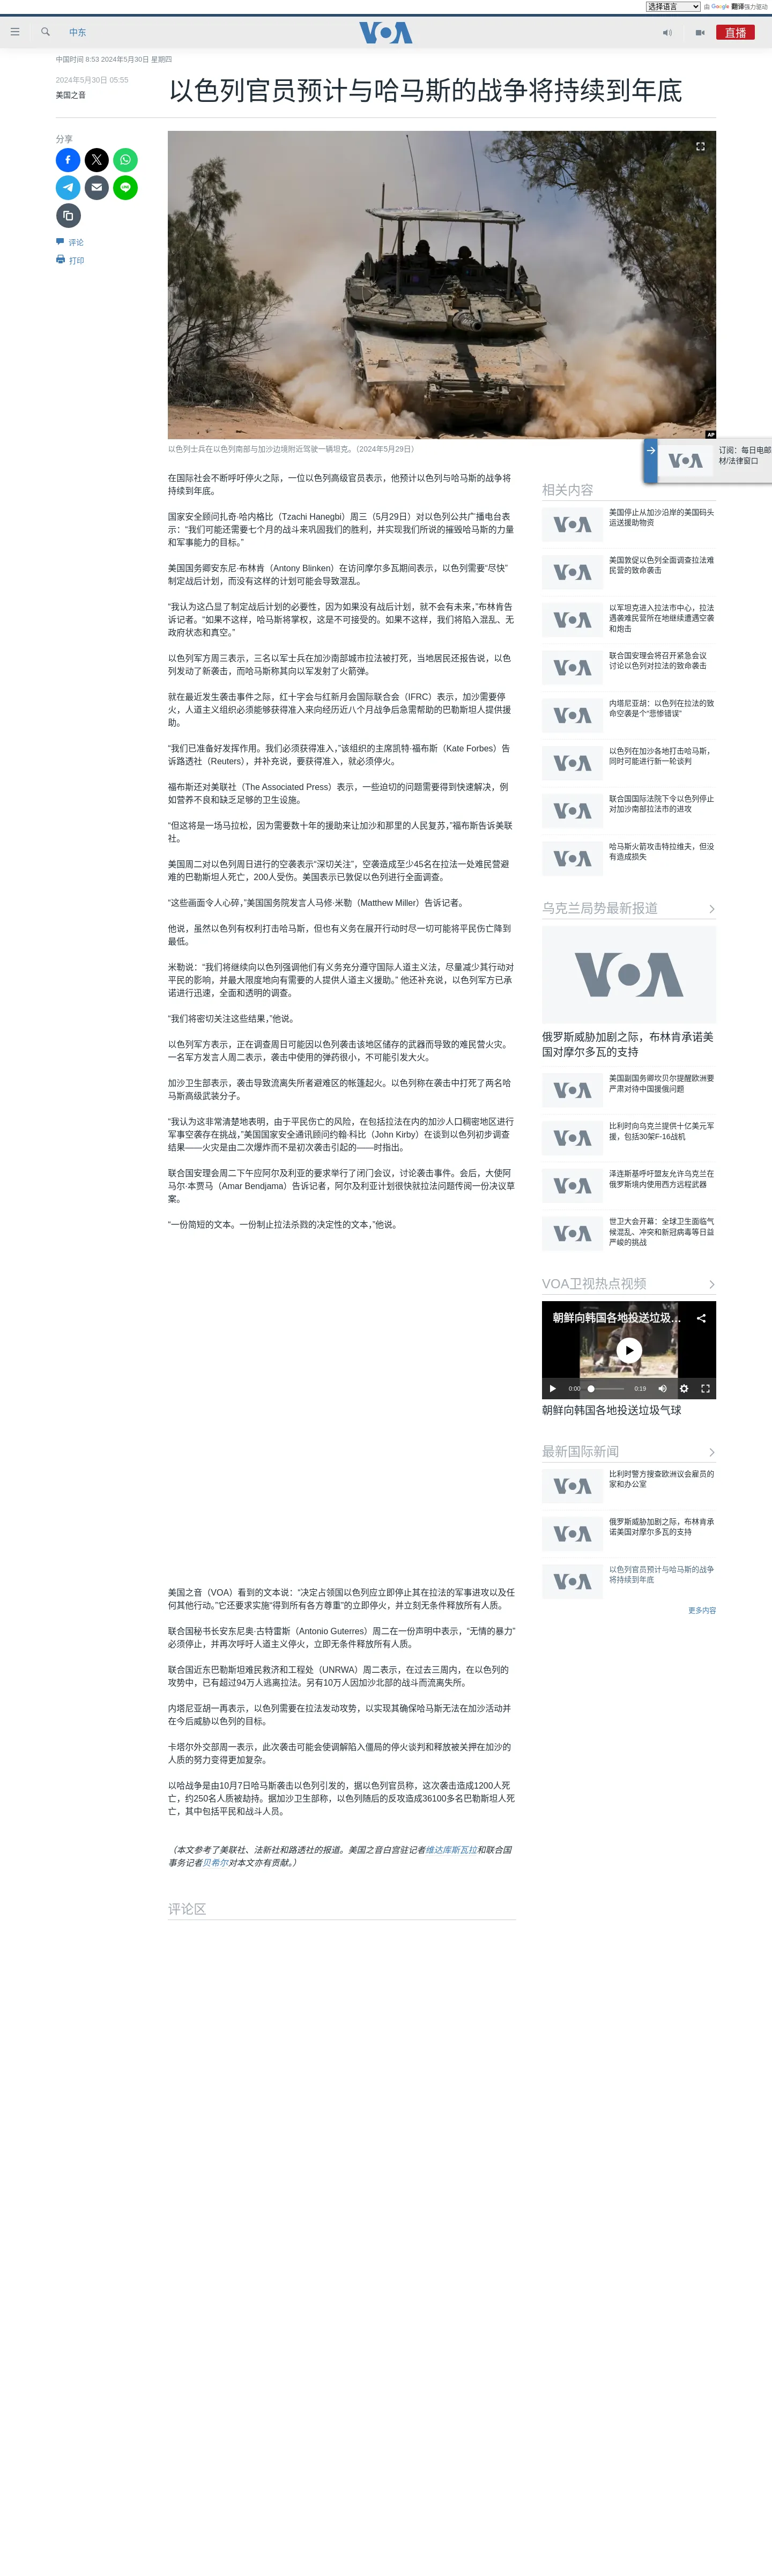 选择语言 由 Google 翻译强力驱动
中东
VOA
直播
中国时间 8:53 2024年5月30日 星期四
2024年5月30日 05:55
美国之音
以色列官员预计与哈马斯的战争将持续到年底
分享
评论
打印
AP
以色列士兵在以色列南部与加沙边境附近驾驶一辆坦克。（2024年5月29日）
订阅：每日电邮
材/法律窗口
在国际社会不断呼吁停火之际，一位以色列高级官员表示，他预计以色列与哈马斯的战争将
持续到年底。
国家安全顾问扎奇·哈内格比（Tzachi Hanegbi）周三（5月29日）对以色列公共广播电台表
示：“我们可能还需要七个月的战斗来巩固我们的胜利，并实现我们所说的摧毁哈马斯的力量
和军事能力的目标。”
美国国务卿安东尼·布林肯（Antony Blinken）在访问摩尔多瓦期间表示，以色列需要“尽快”
制定战后计划，而没有这样的计划可能会导致混乱。
“我认为这凸显了制定战后计划的必要性，因为如果没有战后计划，就不会有未来，”布林肯告
诉记者。“如果不这样，哈马斯将掌权，这是不可接受的。如果不这样，我们将陷入混乱、无
政府状态和真空。”
以色列军方周三表示，三名以军士兵在加沙南部城市拉法被打死，当地居民还报告说，以色
列发动了新袭击，而哈马斯称其向以军发射了火箭弹。
就在最近发生袭击事件之际，红十字会与红新月会国际联合会（IFRC）表示，加沙需要停
火，人道主义组织必须能够获得准入来向经历近八个月战争后急需帮助的巴勒斯坦人提供援
助。
“我们已准备好发挥作用。我们必须获得准入，”该组织的主席凯特·福布斯（Kate Forbes）告
诉路透社（Reuters），并补充说，要获得准入，就必须停火。
福布斯还对美联社（The Associated Press）表示，一些迫切的问题需要得到快速解决，例
如营养不良和缺乏足够的卫生设施。
“但这将是一场马拉松，因为需要数十年的援助来让加沙和那里的人民复苏，”福布斯告诉美联
社。
美国周二对以色列周日进行的空袭表示“深切关注”，空袭造成至少45名在拉法一处难民营避
难的巴勒斯坦人死亡，200人受伤。美国表示已敦促以色列进行全面调查。
“这些画面令人心碎，”美国国务院发言人马修·米勒（Matthew Miller）告诉记者。
他说，虽然以色列有权利打击哈马斯，但也有义务在展开行动时尽一切可能将平民伤亡降到
最低。
米勒说：“我们将继续向以色列强调他们有义务充分遵守国际人道主义法，尽量减少其行动对
平民的影响，并最大限度地向有需要的人提供人道主义援助。” 他还补充说，以色列军方已承
诺进行迅速，全面和透明的调查。
“我们将密切关注这些结果，”他说。
以色列军方表示，正在调查周日可能因以色列袭击该地区储存的武器而导致的难民营火灾。
一名军方发言人周二表示，袭击中使用的弹药很小，不可能引发大火。
加沙卫生部表示，袭击导致流离失所者避难区的帐篷起火。以色列称在袭击中打死了两名哈
马斯高级武装分子。
“我认为这非常清楚地表明，由于平民伤亡的风险，在包括拉法在内的加沙人口稠密地区进行
军事空袭存在挑战，”美国国家安全通讯顾问约翰·科比（John Kirby）在谈到以色列初步调查
结果——火灾是由二次爆炸而不是初次袭击引起的——时指出。
联合国安理会周二下午应阿尔及利亚的要求举行了闭门会议，讨论袭击事件。会后，大使阿
马尔·本贾马（Amar Bendjama）告诉记者，阿尔及利亚计划很快就拉法问题传阅一份决议草
案。
“一份简短的文本。一份制止拉法杀戮的决定性的文本，”他说。
美国之音（VOA）看到的文本说：“决定占领国以色列应立即停止其在拉法的军事进攻以及任
何其他行动。”它还要求实施“得到所有各方尊重”的立即停火，并立刻无条件释放所有人质。
联合国秘书长安东尼奥·古特雷斯（Antonio Guterres）周二在一份声明中表示，“无情的暴力”
必须停止，并再次呼吁人道主义停火，立即无条件释放所有人质。
联合国近东巴勒斯坦难民救济和工程处（UNRWA）周二表示，在过去三周内，在以色列的
攻势中，已有超过94万人逃离拉法。另有10万人因加沙北部的战斗而流离失所。
内塔尼亚胡一再表示，以色列需要在拉法发动攻势，以实现其确保哈马斯无法在加沙活动并
在今后威胁以色列的目标。
卡塔尔外交部周一表示，此次袭击可能会使调解陷入僵局的停火谈判和释放被关押在加沙的
人质的努力变得更加复杂。
以哈战争是由10月7日哈马斯袭击以色列引发的，据以色列官员称，这次袭击造成1200人死
亡，约250名人质被劫持。据加沙卫生部称，以色列随后的反攻造成36100多名巴勒斯坦人死
亡，其中包括平民和战斗人员。
（本文参考了美联社、法新社和路透社的报道。美国之音白宫驻记者维达库斯瓦拉和联合国
事务记者贝希尔对本文亦有贡献。）
评论区
相关内容
VOA
美国停止从加沙沿岸的美国码头
运送援助物资
VOA
美国敦促以色列全面调查拉法难
民营的致命袭击
VOA
以军坦克进入拉法市中心，拉法
遇袭难民营所在地继续遭遇空袭
和炮击
VOA
联合国安理会将召开紧急会议
讨论以色列对拉法的致命袭击
VOA
内塔尼亚胡：以色列在拉法的致
命空袭是个“悲惨错误”
VOA
以色列在加沙各地打击哈马斯，
同时可能进行新一轮谈判
VOA
联合国国际法院下令以色列停止
对加沙南部拉法市的进攻
VOA
哈马斯火箭攻击特拉维夫，但没
有造成损失
乌克兰局势最新报道
VOA
俄罗斯威胁加剧之际，布林肯承诺美
国对摩尔多瓦的支持
VOA
美国副国务卿坎贝尔提醒欧洲要
严肃对待中国援俄问题
VOA
比利时向乌克兰提供十亿美元军
援，包括30架F-16战机
VOA
泽连斯基呼吁盟友允许乌克兰在
俄罗斯境内使用西方远程武器
VOA
世卫大会开幕：全球卫生面临气
候混乱、冲突和新冠病毒等日益
严峻的挑战
VOA卫视热点视频
朝鲜向韩国各地投送垃圾...
0:00 0:19
朝鲜向韩国各地投送垃圾气球
最新国际新闻
VOA
比利时警方搜查欧洲议会雇员的
家和办公室
VOA
俄罗斯威胁加剧之际，布林肯承
诺美国对摩尔多瓦的支持
VOA
以色列官员预计与哈马斯的战争
将持续到年底
更多内容